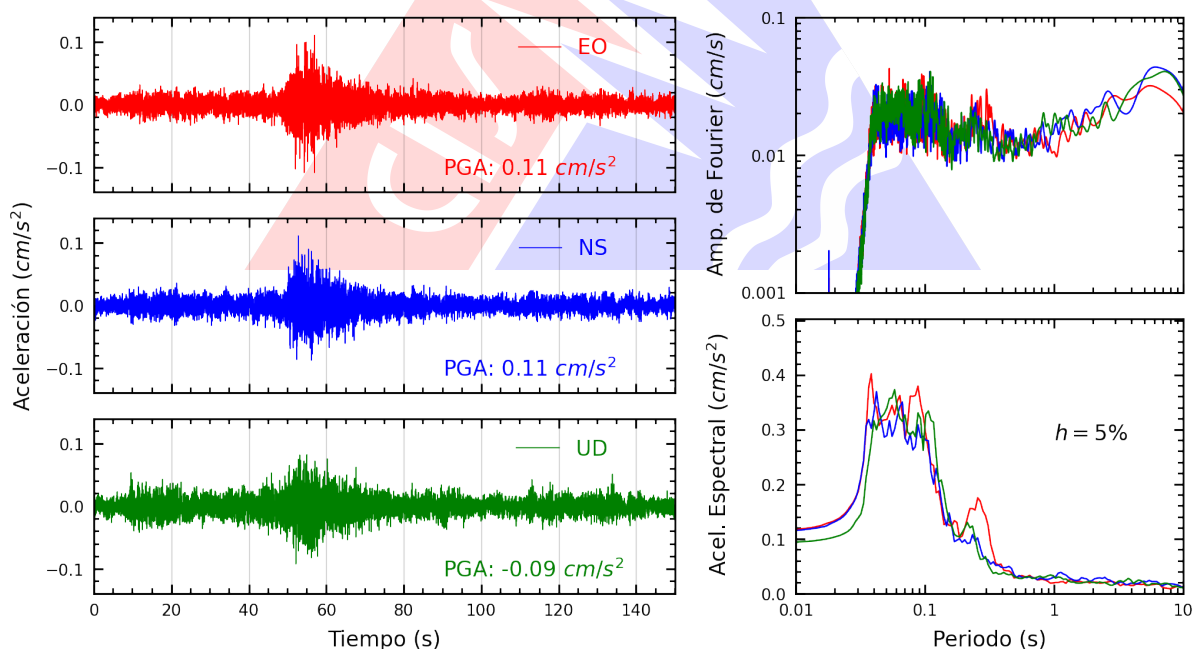 Aceleración (cm/s²)
0.1
0.0
−0.1
EO
PGA: 0.11 cm/s²
0.1
0.0
−0.1
NS
PGA: 0.11 cm/s²
0.1
0.0
−0.1
UD
PGA: -0.09 cm/s²
0 20 40 60 80 100 120 140
Tiempo (s)
Amp. de Fourier (cm/s)
0.1
0.01
0.001
Acel. Espectral (cm/s²)
0.5
0.4
0.3
0.2
0.1
0.0
h = 5%
0.01 0.1 1 10
Periodo (s)